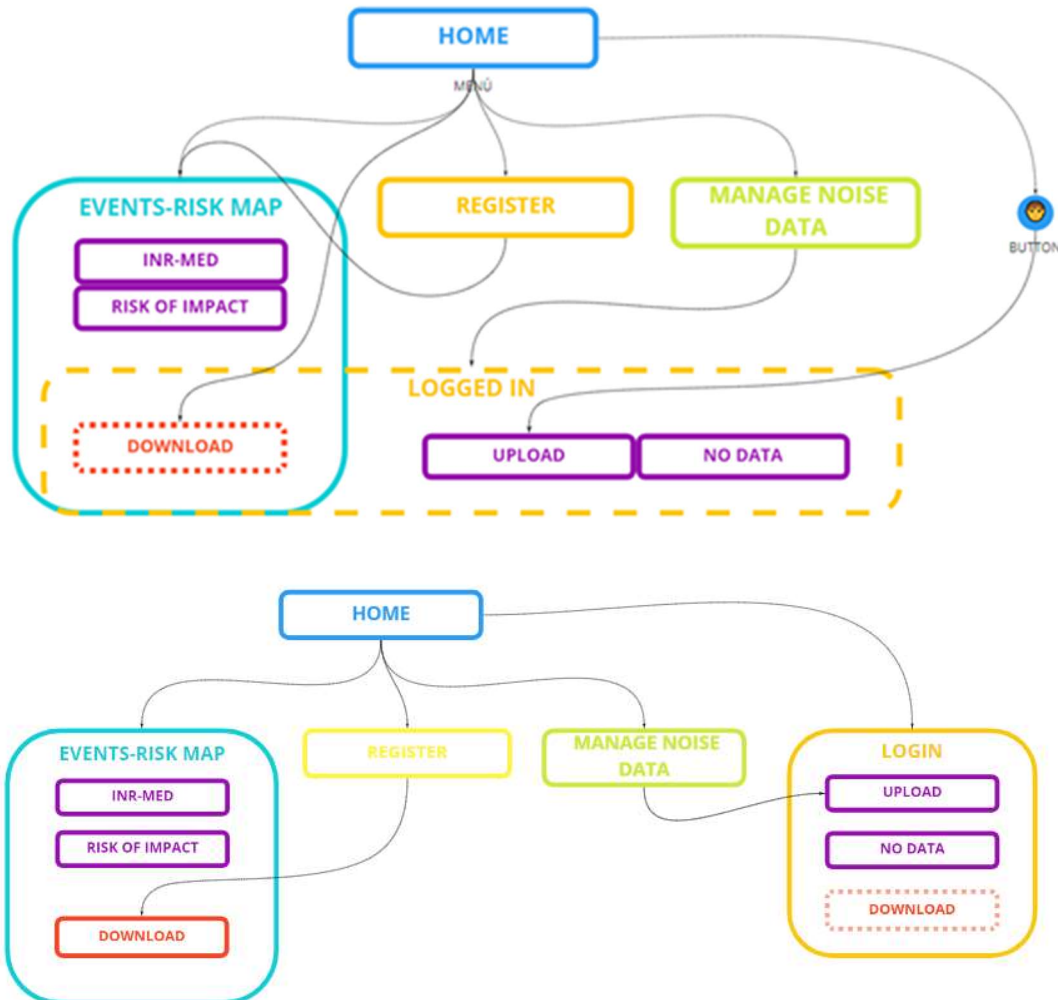 HOME
MENÚ
EVENTS-RISK MAP
INR-MED
RISK OF IMPACT
REGISTER
MANAGE NOISE
DATA
BUTTON
LOGGED IN
DOWNLOAD
UPLOAD
NO DATA
HOME
EVENTS-RISK MAP
INR-MED
RISK OF IMPACT
DOWNLOAD
REGISTER
MANAGE NOISE
DATA
LOGIN
UPLOAD
NO DATA
DOWNLOAD